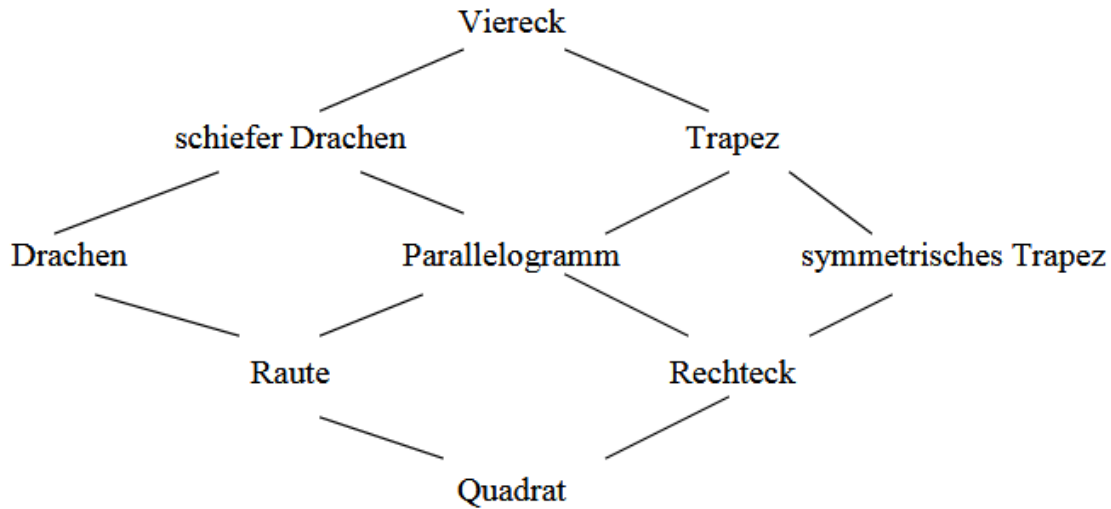 Viereck
schiefer Drachen
Trapez
Drachen
Parallelogramm
symmetrisches Trapez
Raute
Rechteck
Quadrat